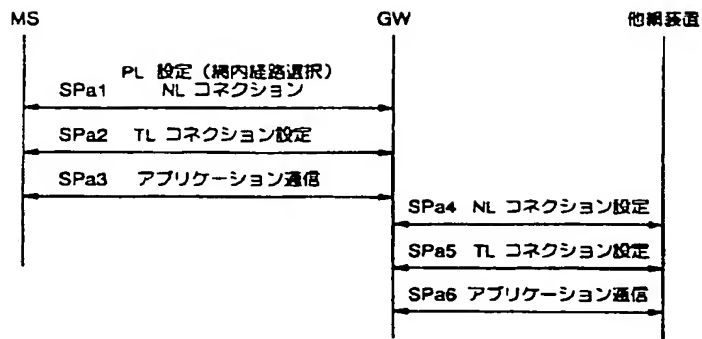 MS GW 他網装置
PL 設定（網内経路選択）
SPa1 NL コネクション
SPa2 TL コネクション設定
SPa3 アプリケーション通信
SPa4 NL コネクション設定
SPa5 TL コネクション設定
SPa6 アプリケーション通信